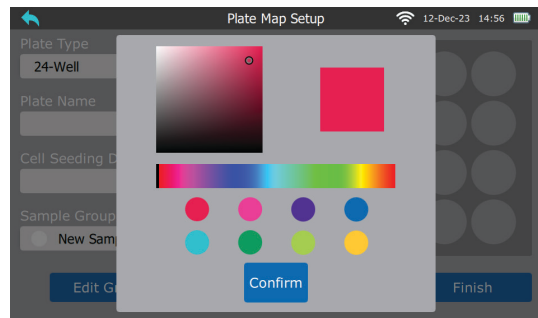 Plate Map Setup
12-Dec-23 14:56
Plate Type
24-Well
Plate Name
Cell Seeding D
Sample Group
New Sam
Edit G
Confirm
Finish